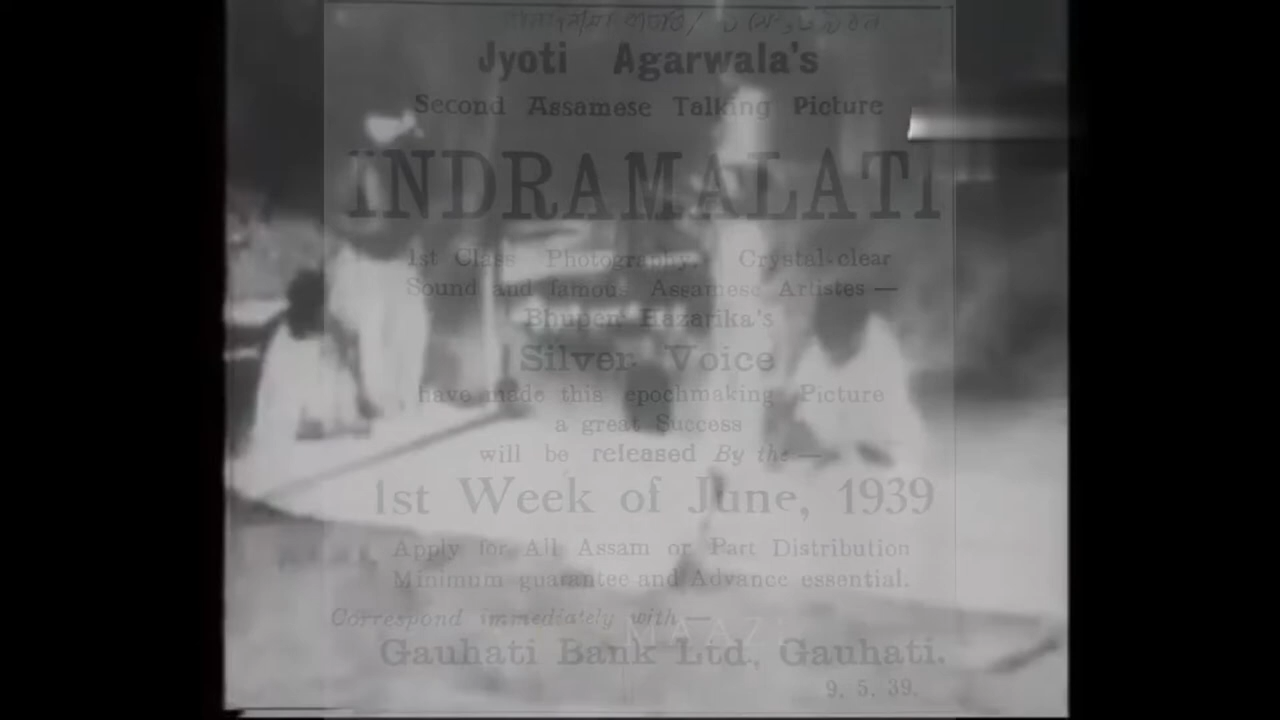 Jyoti Agarwala's
Second Assamese Talking Picture
INDRAMALATI
1st Class Photography, Crystal-clear
Sound and famous Assamese Artistes —
Bhupen Hazarika's
Silver Voice
have made this epochmaking Picture
a great Success
will be released By the —
1st Week of June, 1939
Apply for All Assam or Part Distribution
Minimum guarantee and Advance essential.
Correspond immediately with —
MAAZI
Gauhati Bank Ltd., Gauhati.
9. 5. 39.